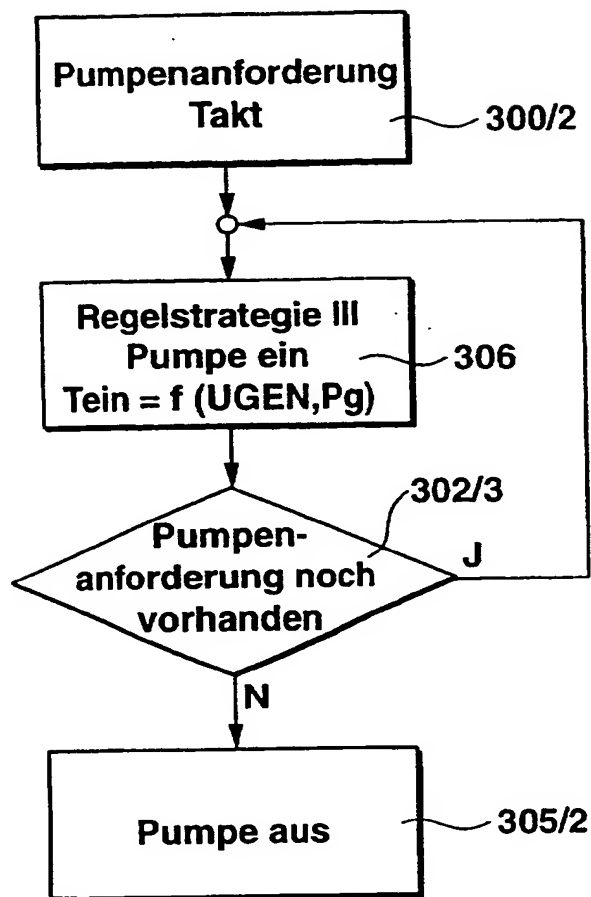 Pumpenanforderung
Takt
300/2
Regelstrategie III
Pumpe ein
Tein = f (UGEN,Pg)
306
302/3
Pumpen-
anforderung noch
vorhanden
J
N
Pumpe aus
305/2